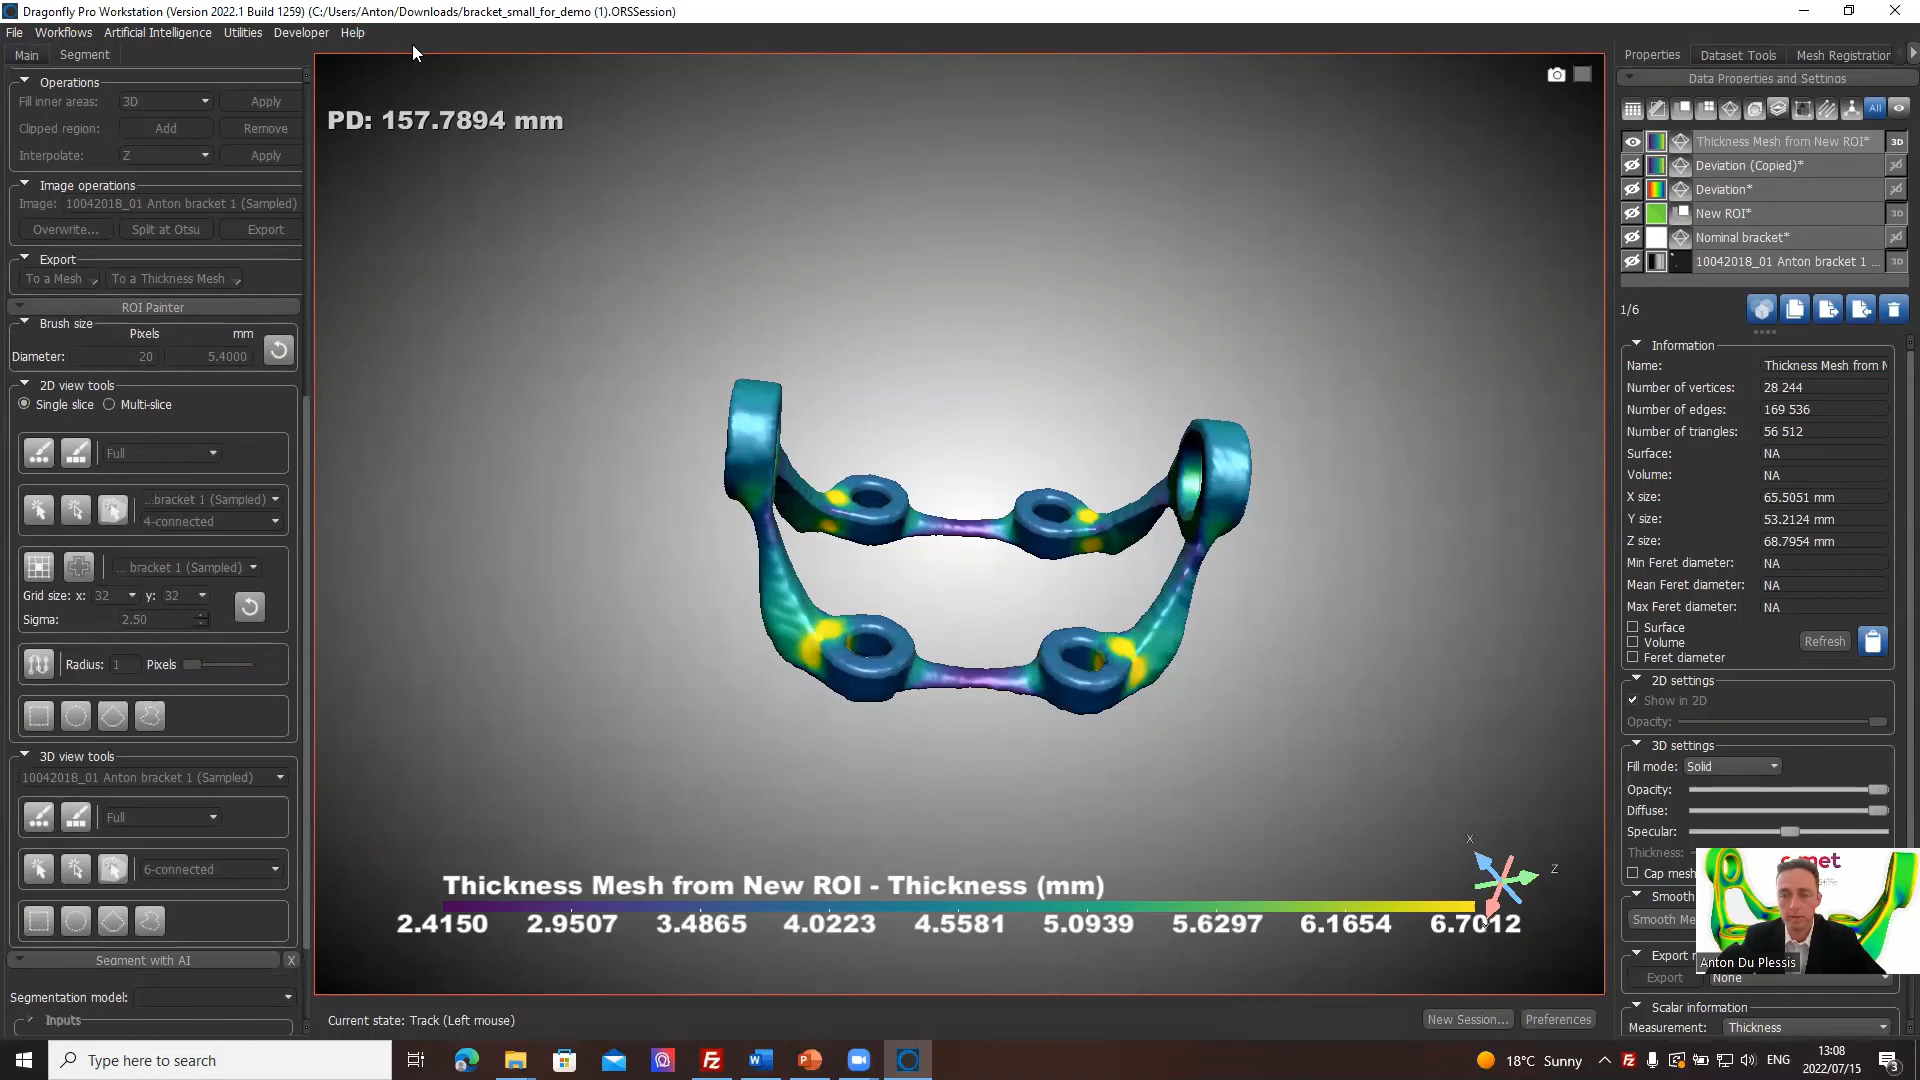 Dragonfly Pro Workstation (Version 2022.1 Build 1259) (C:/Users/Anton/Downloads/bracket_small_for_demo (1).ORSSession)
File Workflows Artificial Intelligence Utilities Developer Help
Main Segment
Operations
Fill inner areas: 3D Apply
Clipped region: Add Remove
Interpolate: Z Apply
Image operations
Image: 10042018_01 Anton bracket 1 (Sampled)
Overwrite... Split at Otsu Export
Export
To a Mesh To a Thickness Mesh
ROI Painter
Brush size
Pixels mm
Diameter: 20 5.4000
2D view tools
Single slice Multi-slice
Full
...bracket 1 (Sampled)
4-connected
... bracket 1 (Sampled)
Grid size: x: 32 y: 32
Sigma: 2.50
Radius: 1 Pixels
3D view tools
10042018_01 Anton bracket 1 (Sampled)
Full
6-connected
Segment with AI X
Segmentation model:
Inputs
PD: 157.7894 mm
X
Z
Thickness Mesh from New ROI - Thickness (mm)
2.4150 2.9507 3.4865 4.0223 4.5581 5.0939 5.6297 6.1654 6.7012
Current state: Track (Left mouse)
New Session... Preferences
Properties Dataset Tools Mesh Registration
Data Properties and Settings
All
Thickness Mesh from New ROI* 3D
Deviation (Copied)* 3D
Deviation* 3D
New ROI* 3D
Nominal bracket* 3D
10042018_01 Anton bracket 1 ... 3D
1/6
Information
Name: Thickness Mesh from N
Number of vertices: 28 244
Number of edges: 169 536
Number of triangles: 56 512
Surface: NA
Volume: NA
X size: 65.5051 mm
Y size: 53.2124 mm
Z size: 68.7954 mm
Min Feret diameter: NA
Mean Feret diameter: NA
Max Feret diameter: NA
Surface
Volume
Feret diameter
Refresh
2D settings
Show in 2D
Opacity:
3D settings
Fill mode: Solid
Opacity:
Diffuse:
Specular:
Thickness:
Cap mesh
Smooth
Smooth Me
Anton Du Plessis
Export
Export None
Scalar information
Measurement: Thickness
Type here to search
18°C Sunny
ENG
13:08
2022/07/15
3